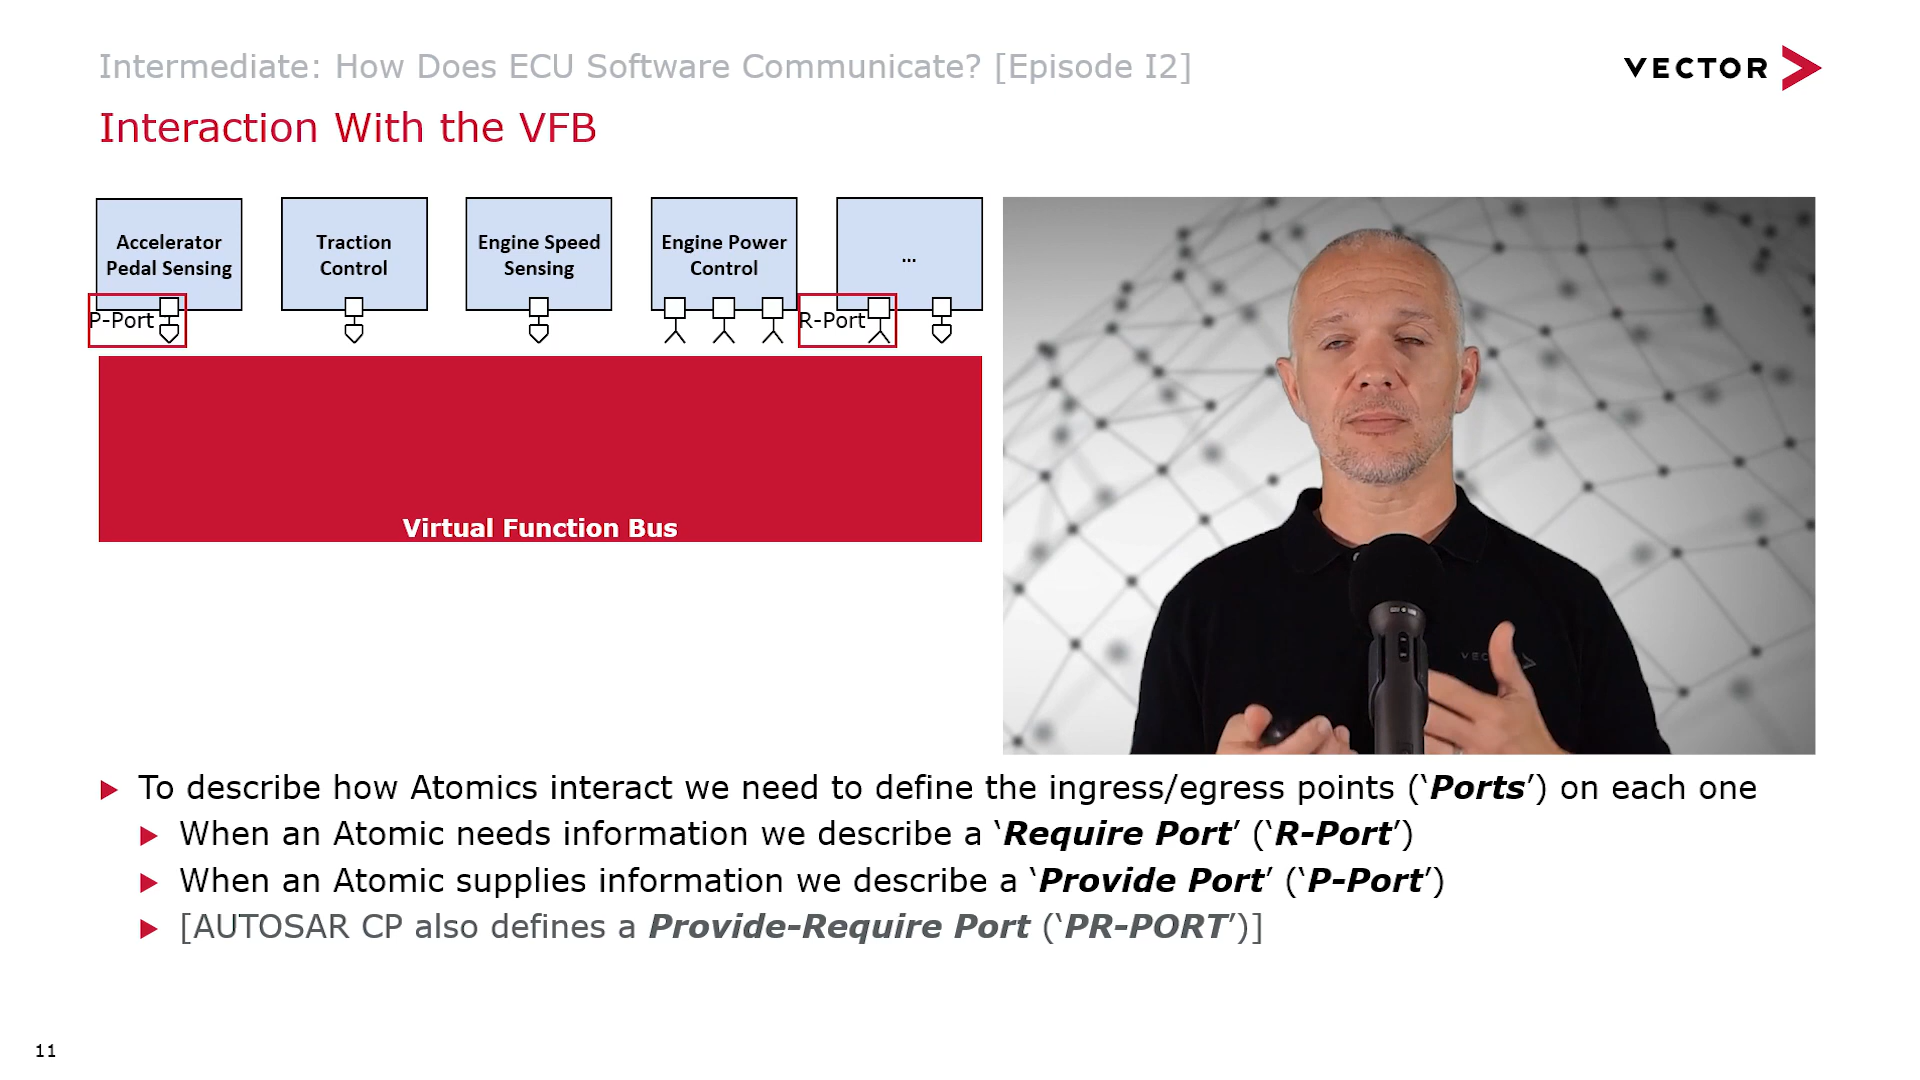 Intermediate: How Does ECU Software Communicate? [Episode I2]
VECTOR
Interaction With the VFB
Accelerator
Pedal Sensing
Traction
Control
Engine Speed
Sensing
Engine Power
Control
...
P-Port
R-Port
Virtual Function Bus
To describe how Atomics interact we need to define the ingress/egress points (‘Ports’) on each one
When an Atomic needs information we describe a ‘Require Port’ (‘R-Port’)
When an Atomic supplies information we describe a ‘Provide Port’ (‘P-Port’)
[AUTOSAR CP also defines a Provide-Require Port (‘PR-PORT’)]
11